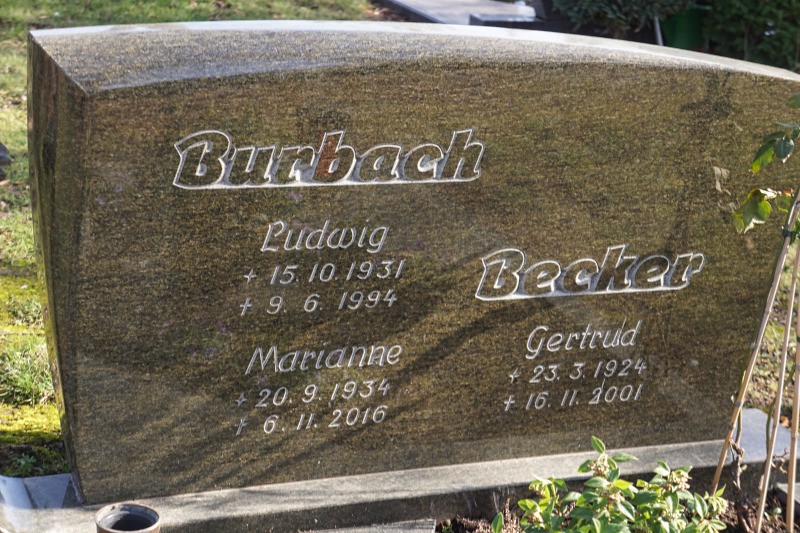 Burbach
Ludwig
+ 15.10.1931
+ 9.6.1994
Marianne
+ 20.9.1934
+ 6.11.2016
Becker
Gertrud
+ 23.3.1924
+ 16.11.2001